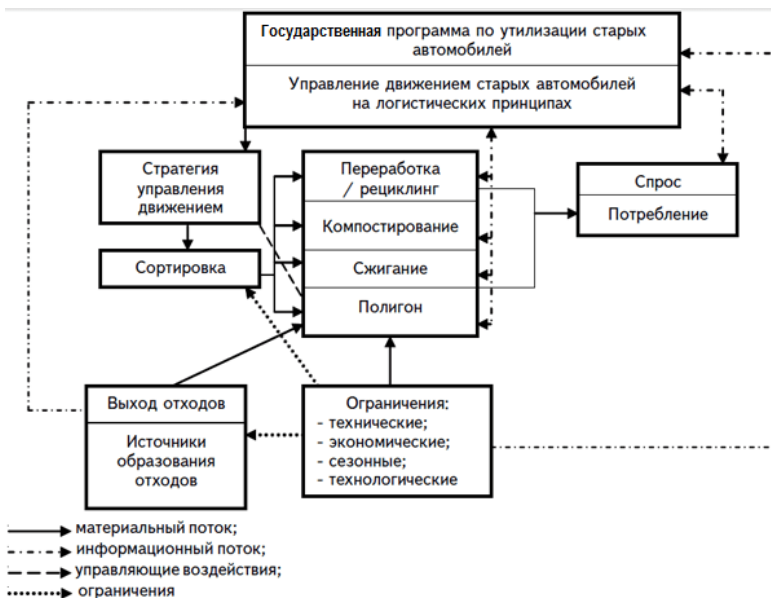 Государственная программа по утилизации старых
автомобилей
Управление движением старых автомобилей
на логистических принципах
Стратегия
управления
движением
Сортировка
Переработка
/ рециклинг
Компостирование
Сжигание
Полигон
Спрос
Потребление
Выход отходов
Источники
образования
отходов
Ограничения:
- технические;
- экономические;
- сезонные;
- технологические
материальный поток;
информационный поток;
управляющие воздействия;
ограничения